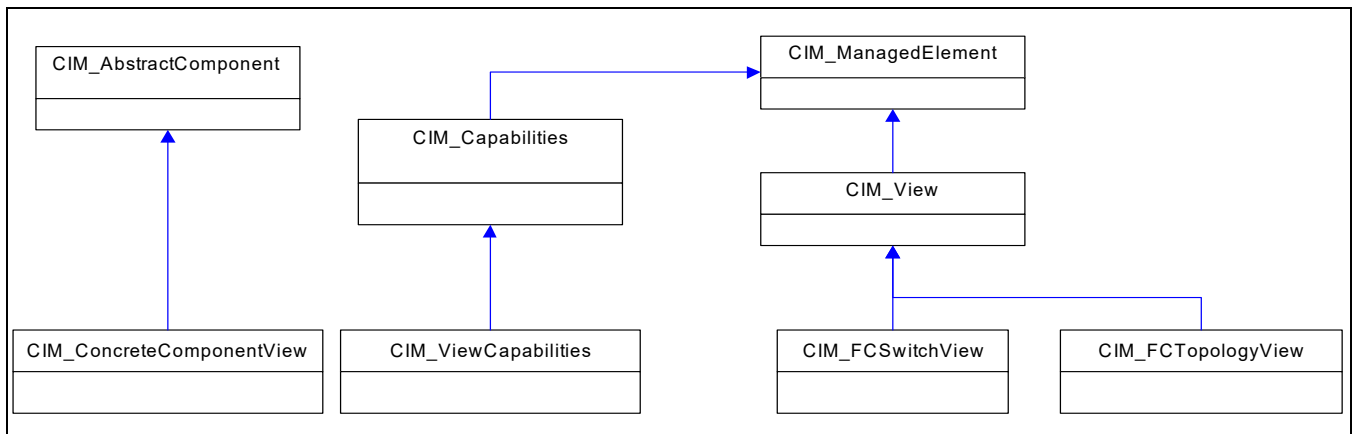 CIM_AbstractComponent
CIM_ManagedElement
CIM_Capabilities
CIM_View
CIM_ConcreteComponentView
CIM_ViewCapabilities
CIM_FCSwitchView
CIM_FCTopologyView